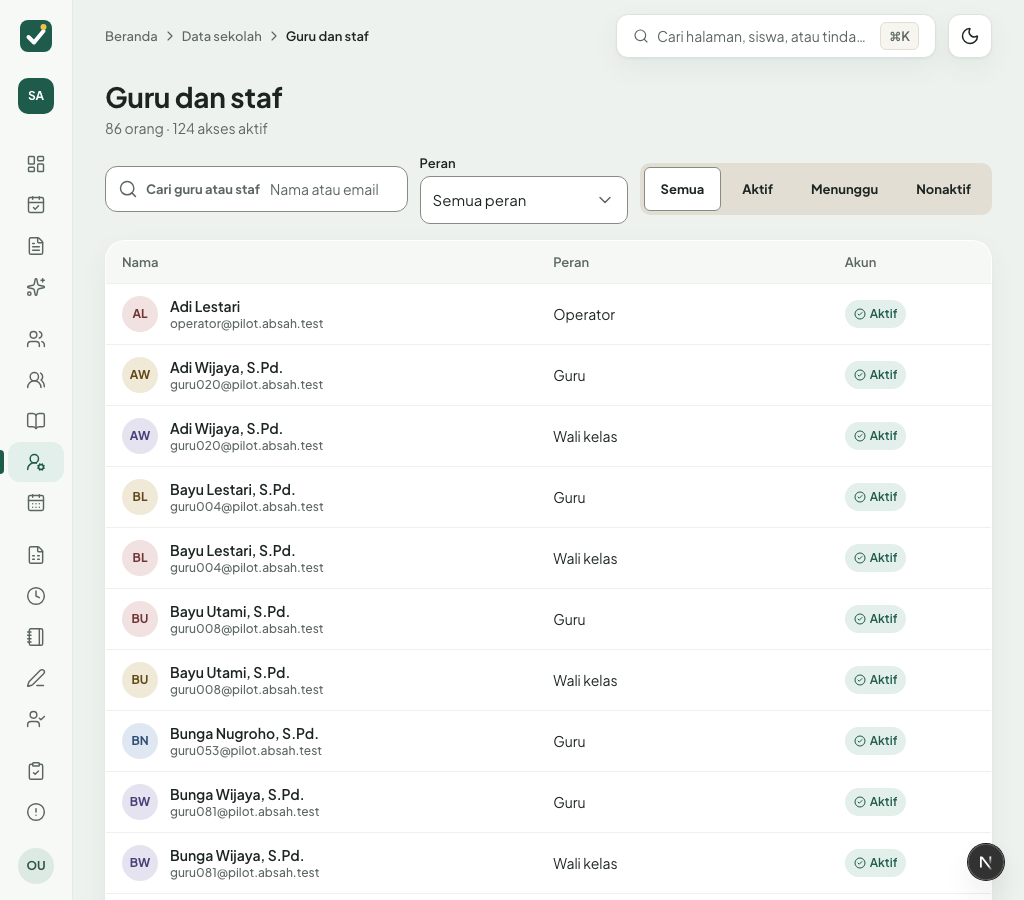 Beranda
Data sekolah
Guru dan staf
Cari halaman, siswa, atau tinda...
⌘K
SA
Guru dan staf
86 orang · 124 akses aktif
Cari guru atau staf Nama atau email
Peran
Semua peran
Semua
Aktif
Menunggu
Nonaktif
Nama Peran Akun
AL Adi Lestari
operator@pilot.absah.test
Operator
Aktif
AW Adi Wijaya, S.Pd.
guru020@pilot.absah.test
Guru
Aktif
AW Adi Wijaya, S.Pd.
guru020@pilot.absah.test
Wali kelas
Aktif
BL Bayu Lestari, S.Pd.
guru004@pilot.absah.test
Guru
Aktif
BL Bayu Lestari, S.Pd.
guru004@pilot.absah.test
Wali kelas
Aktif
BU Bayu Utami, S.Pd.
guru008@pilot.absah.test
Guru
Aktif
BU Bayu Utami, S.Pd.
guru008@pilot.absah.test
Wali kelas
Aktif
BN Bunga Nugroho, S.Pd.
guru053@pilot.absah.test
Guru
Aktif
BW Bunga Wijaya, S.Pd.
guru081@pilot.absah.test
Guru
Aktif
BW Bunga Wijaya, S.Pd.
guru081@pilot.absah.test
Wali kelas
Aktif
OU
N